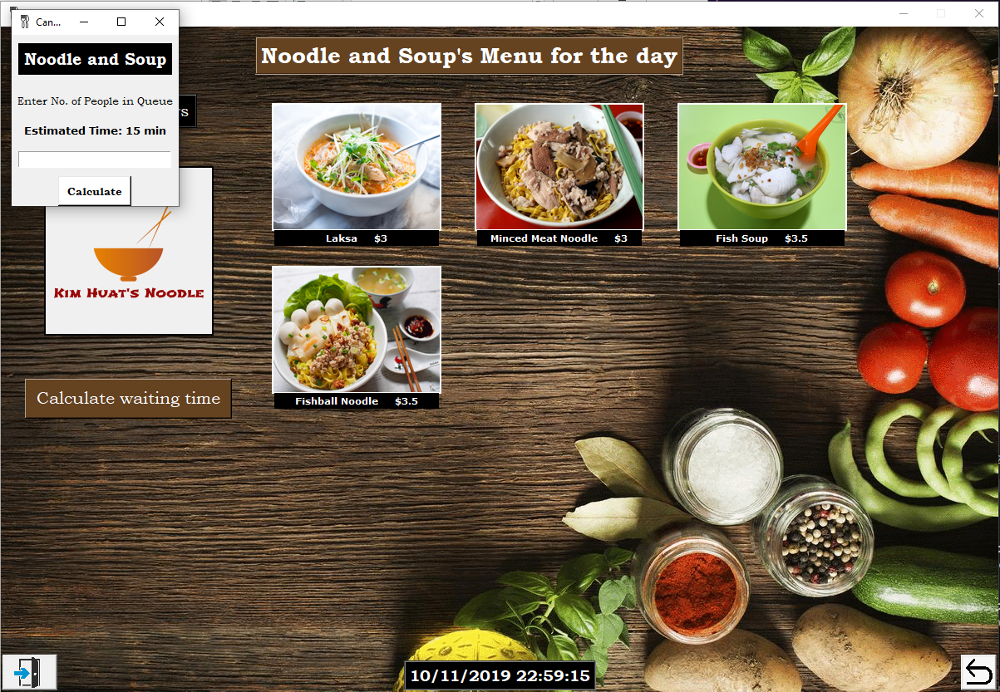 Can...
Noodle and Soup
Enter No. of People in Queue
Estimated Time: 15 min
Calculate
Noodle and Soup's Menu for the day
Laksa $3
Minced Meat Noodle $3
Fish Soup $3.5
Fishball Noodle $3.5
Kim Huat's Noodle
Calculate waiting time
10/11/2019 22:59:15